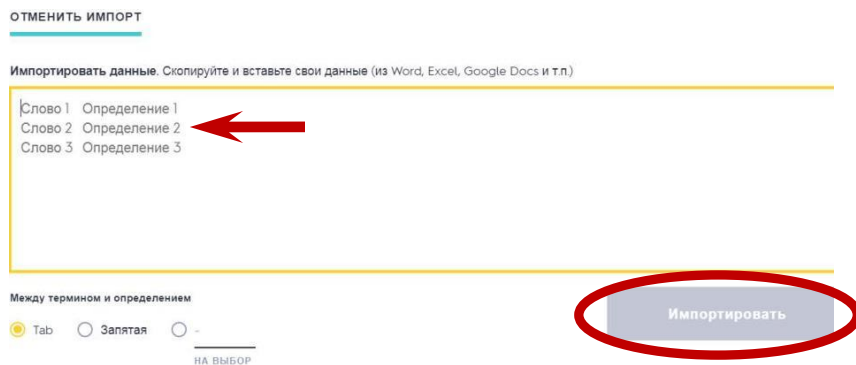 ОТМЕНИТЬ ИМПОРТ
Импортировать данные. Скопируйте и вставьте свои данные (из Word, Excel, Google Docs и т.п.)
Слово 1 Определение 1
Слово 2 Определение 2
Слово 3 Определение 3
Между термином и определением
Tab Запятая -
НА ВЫБОР
Импортировать